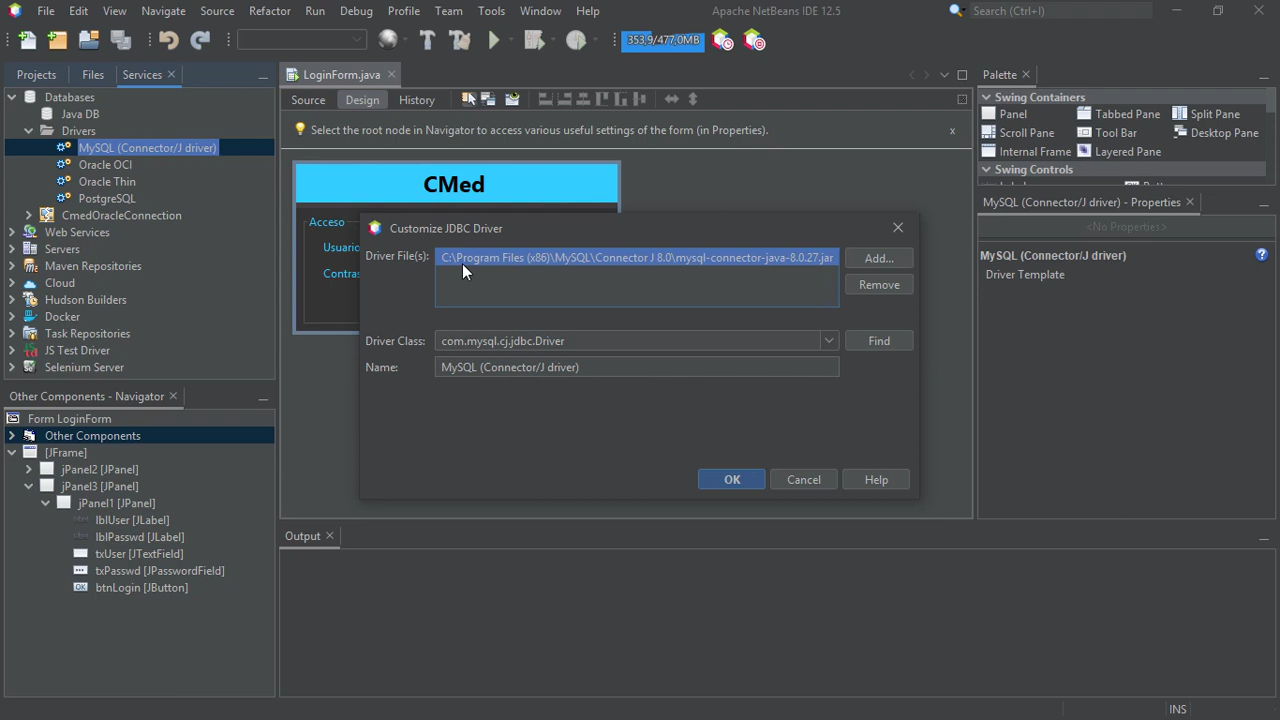 File Edit View Navigate Source Refactor Run Debug Profile Team Tools Window Help Apache NetBeans IDE 12.5 Search (Ctrl+I)
353,9/477,0MB
Projects Files Services
Databases
Java DB
Drivers
MySQL (Connector/J driver)
Oracle OCI
Oracle Thin
PostgreSQL
CmedOracleConnection
Web Services
Servers
Maven Repositories
Cloud
Hudson Builders
Docker
Task Repositories
JS Test Driver
Selenium Server
Other Components - Navigator
Form LoginForm
Other Components
[JFrame]
jPanel2 [JPanel]
jPanel3 [JPanel]
jPanel1 [JPanel]
lblUser [JLabel]
lblPasswd [JLabel]
txUser [JTextField]
txPasswd [JPasswordField]
btnLogin [JButton]
OK
LoginForm.java
Source Design History
Select the root node in Navigator to access various useful settings of the form (in Properties).
CMed
Acceso
Usuario
Contras
Customize JDBC Driver
Driver File(s): C:\Program Files (x86)\MySQL\Connector J 8.0\mysql-connector-java-8.0.27.jar Add...
Remove
Driver Class: com.mysql.cj.jdbc.Driver Find
Name: MySQL (Connector/J driver)
OK Cancel Help
Output
Palette
Swing Containers
Panel Tabbed Pane Split Pane
Scroll Pane Tool Bar Desktop Pane
Internal Frame Layered Pane
Swing Controls
MySQL (Connector/J driver) - Properties
<No Properties>
MySQL (Connector/J driver)
Driver Template
INS